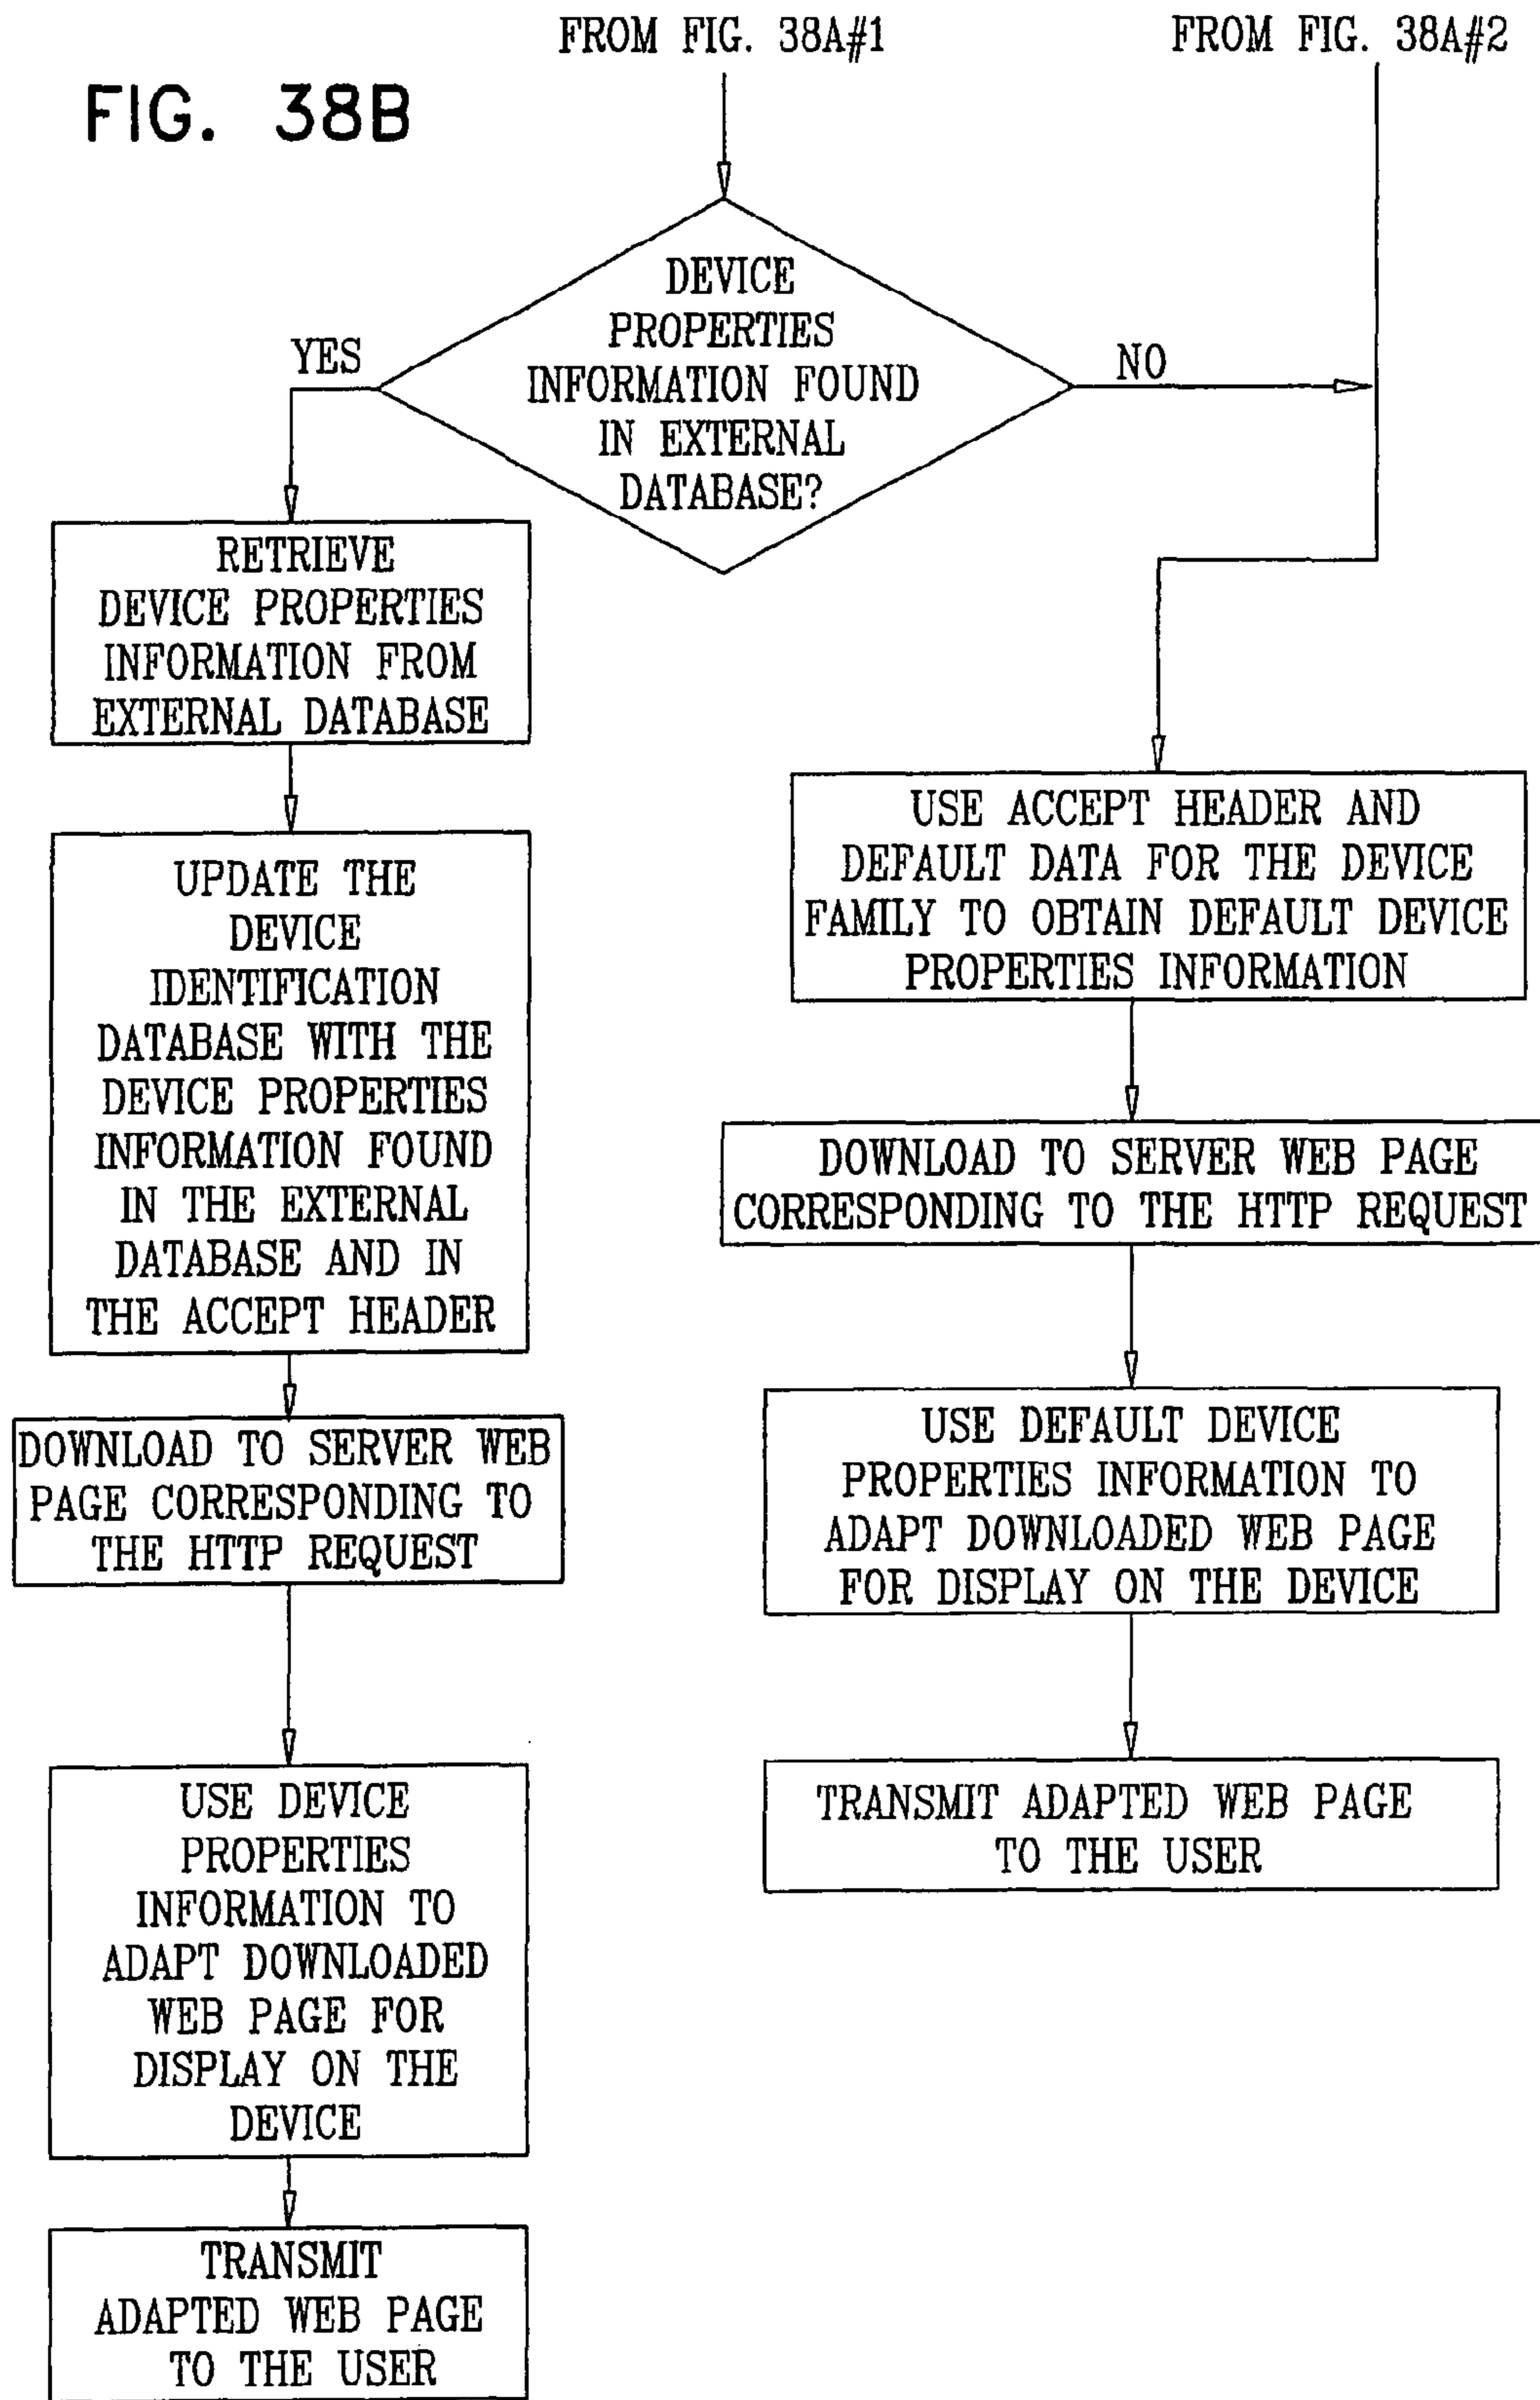 FROM FIG. 38A#1
FROM FIG. 38A#2
FIG. 38B
DEVICE
PROPERTIES
INFORMATION FOUND
IN EXTERNAL
DATABASE?
YES
NO
RETRIEVE
DEVICE PROPERTIES
INFORMATION FROM
EXTERNAL DATABASE
UPDATE THE
DEVICE
IDENTIFICATION
DATABASE WITH THE
DEVICE PROPERTIES
INFORMATION FOUND
IN THE EXTERNAL
DATABASE AND IN
THE ACCEPT HEADER
DOWNLOAD TO SERVER WEB
PAGE CORRESPONDING TO
THE HTTP REQUEST
USE DEVICE
PROPERTIES
INFORMATION TO
ADAPT DOWNLOADED
WEB PAGE FOR
DISPLAY ON THE
DEVICE
TRANSMIT
ADAPTED WEB PAGE
TO THE USER
USE ACCEPT HEADER AND
DEFAULT DATA FOR THE DEVICE
FAMILY TO OBTAIN DEFAULT DEVICE
PROPERTIES INFORMATION
DOWNLOAD TO SERVER WEB PAGE
CORRESPONDING TO THE HTTP REQUEST
USE DEFAULT DEVICE
PROPERTIES INFORMATION TO
ADAPT DOWNLOADED WEB PAGE
FOR DISPLAY ON THE DEVICE
TRANSMIT ADAPTED WEB PAGE
TO THE USER